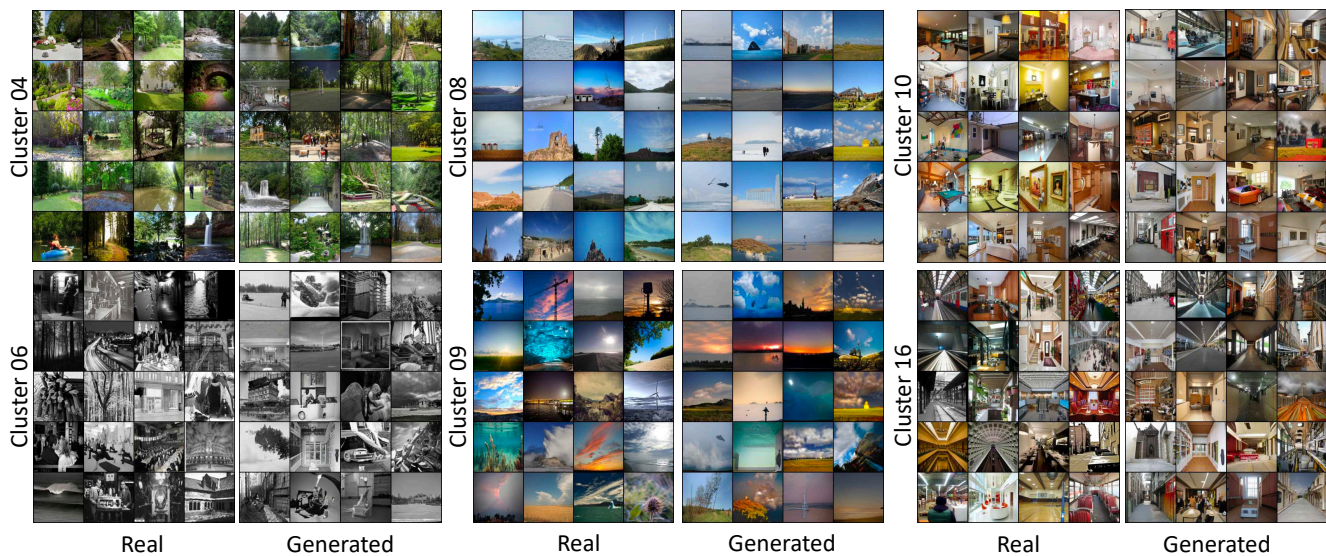 Cluster 04
Cluster 08
Cluster 10
Cluster 06
Cluster 09
Cluster 16
Real
Generated
Real
Generated
Real
Generated